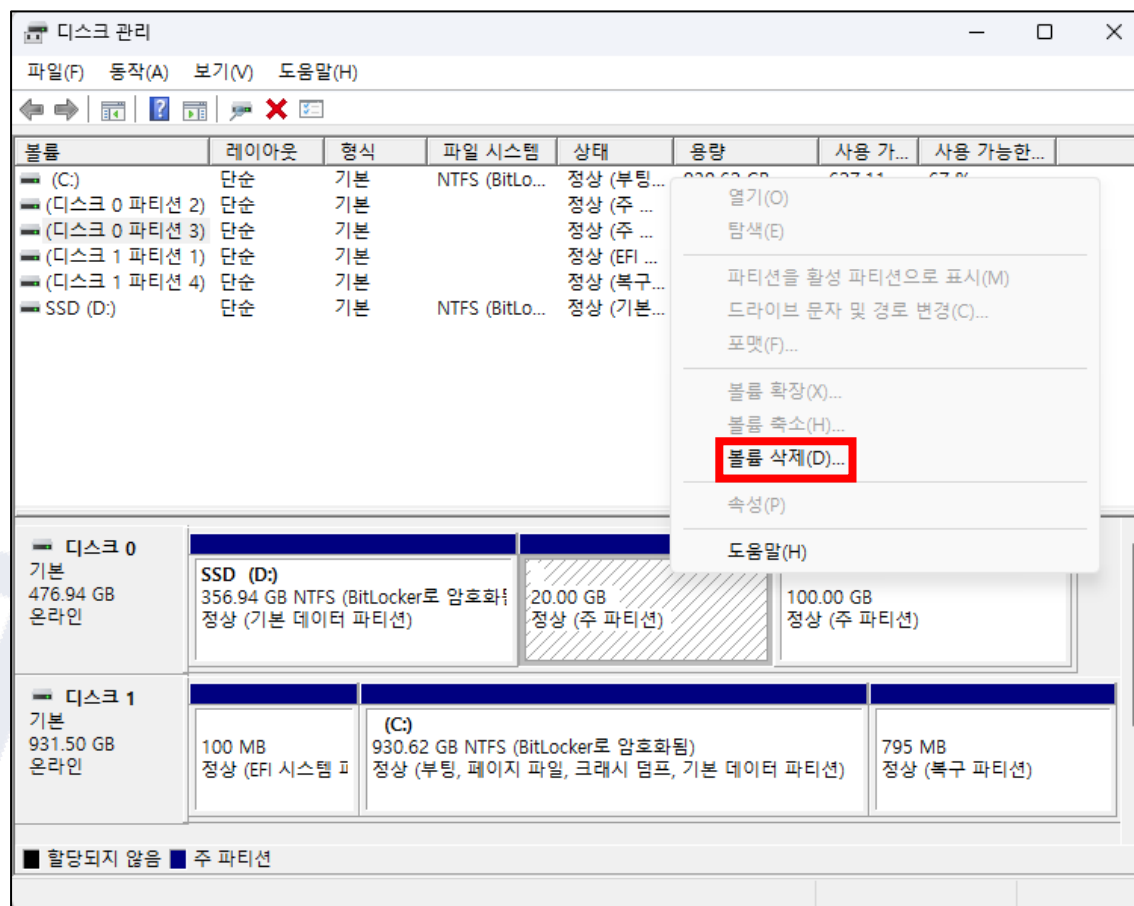 디스크 관리
파일(F) 동작(A) 보기(V) 도움말(H)
볼륨 레이아웃 형식 파일 시스템 상태 용량 사용 가... 사용 가능한...
(C:) 단순 기본 NTFS (BitLo... 정상 (부팅... 930.62 GB 67 %
(디스크 0 파티션 2) 단순 기본 정상 (주 ...
(디스크 0 파티션 3) 단순 기본 정상 (주 ...
(디스크 1 파티션 1) 단순 기본 정상 (EFI ...
(디스크 1 파티션 4) 단순 기본 정상 (복구...
SSD (D:) 단순 기본 NTFS (BitLo... 정상 (기본...
열기(O)
탐색(E)
파티션을 활성 파티션으로 표시(M)
드라이브 문자 및 경로 변경(C)...
포맷(F)...
볼륨 확장(X)...
볼륨 축소(H)...
볼륨 삭제(D)...
속성(P)
도움말(H)
디스크 0
기본
476.94 GB
온라인
SSD (D:)
356.94 GB NTFS (BitLocker로 암호화
정상 (기본 데이터 파티션)
20.00 GB
정상 (주 파티션)
100.00 GB
정상 (주 파티션)
디스크 1
기본
931.50 GB
온라인
100 MB
정상 (EFI 시스템
(C:)
930.62 GB NTFS (BitLocker로 암호화됨)
정상 (부팅, 페이지 파일, 크래시 덤프, 기본 데이터 파티션)
795 MB
정상 (복구 파티션)
할당되지 않음 주 파티션